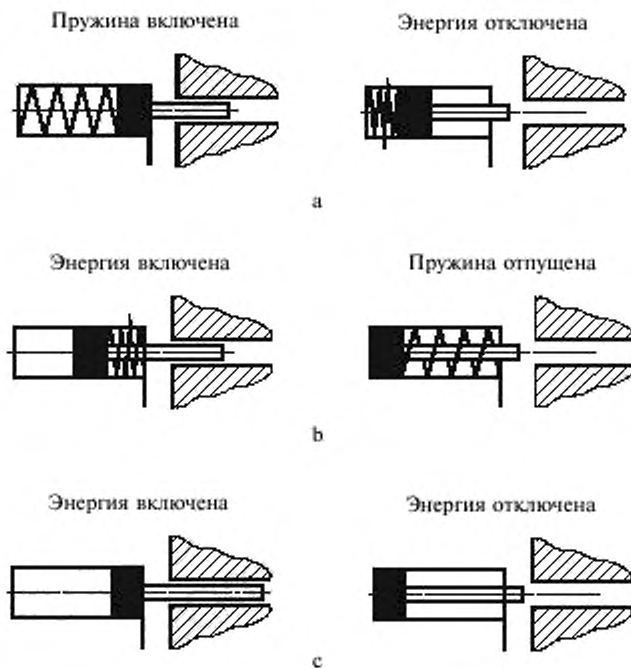 Пружина включена
Энергия отключена
a
Энергия включена
Пружина отпущена
b
Энергия включена
Энергия отключена
c